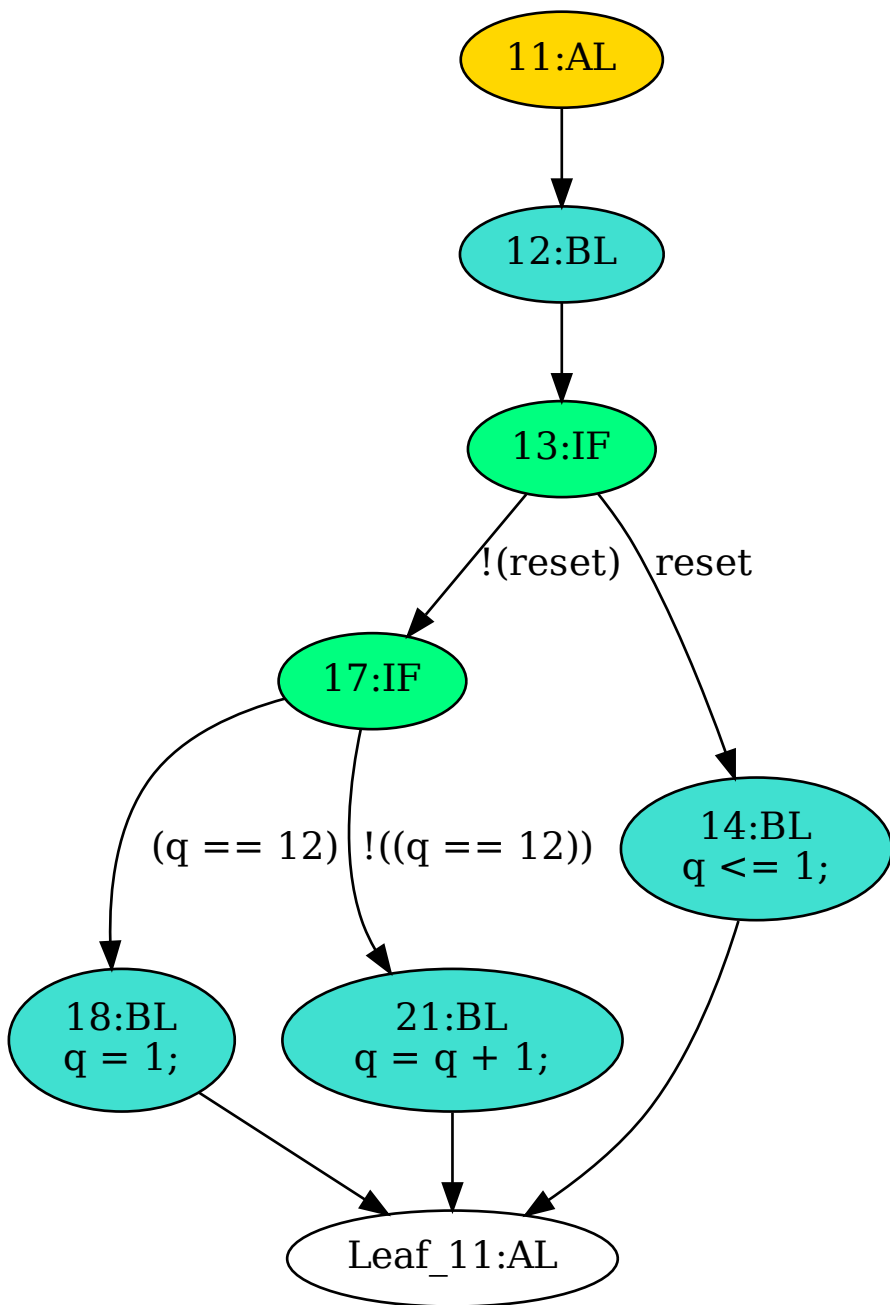 11:AL
12:BL
13:IF
!(reset)
reset
17:IF
(q == 12)
!((q == 12))
14:BL
q <= 1;
18:BL
q = 1;
21:BL
q = q + 1;
Leaf_11:AL